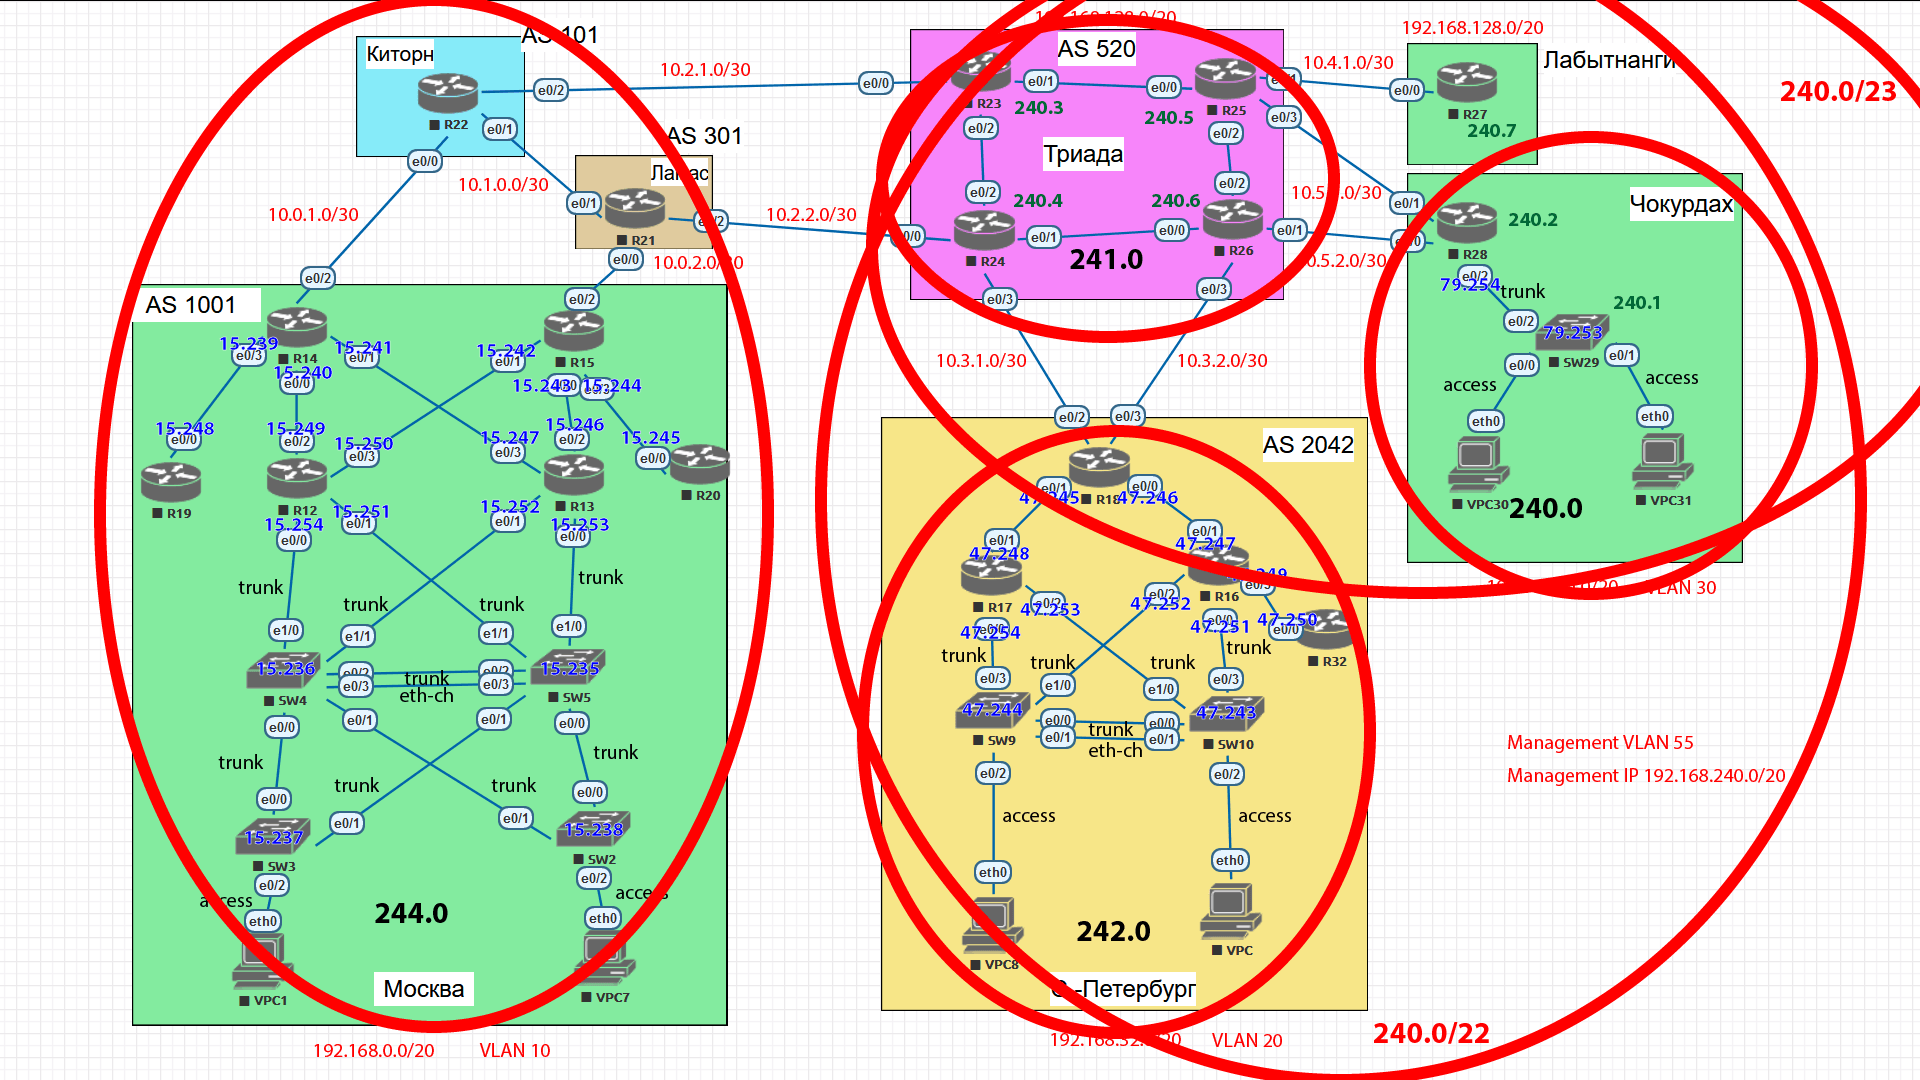 AS 101
Киторн
R22
e0/2
e0/1
e0/0
10.2.1.0/30
10.1.0.0/30
10.0.1.0/30
AS 301
R21
e0/1
e0/0
10.2.2.0/30
10.0.2.0/30
AS 520
Триада
241.0
e0/0
R23
e0/1
240.3
e0/2
e0/0
240.5
R25
e0/2
e0/3
e0/2
240.4
R24
e0/1
e0/3
e0/2
240.6
e0/0
R26
e0/1
e0/3
10.4.1.0/30
10.5.2.0/30
10.3.1.0/30
10.3.2.0/30
192.168.128.0/20
Лабытнанги
e0/0
R27
240.7
240.0/23
Чокурдах
e0/1
R28
240.2
e0/2
79.254
trunk
240.1
e0/2
79.253
SW29
e0/0
e0/1
access
access
eth0
eth0
VPC30
VPC31
240.0
VLAN 30
AS 1001
e0/2
R14
15.239
e0/3
15.240
e0/0
15.241
e0/1
e0/2
R15
15.242
e0/1
15.243
15.244
15.248
e0/0
R19
15.249
e0/2
15.250
e0/3
R12
15.247
e0/3
15.246
e0/2
R13
15.245
e0/0
R20
15.254
e0/0
15.251
e0/1
15.252
e0/1
15.253
e0/0
trunk
trunk
trunk
trunk
e1/0
e1/1
e1/1
e1/0
15.236
SW4
e0/2
e0/3
trunk
eth-ch
e0/2
e0/3
15.235
SW5
e0/0
e0/1
e0/1
e0/0
trunk
trunk
trunk
trunk
e0/0
e0/1
e0/1
e0/0
15.237
SW3
15.238
SW2
e0/2
e0/2
access
access
eth0
eth0
244.0
VPC1
VPC7
Москва
192.168.0.0/20
VLAN 10
AS 2042
e0/2
e0/3
R18
e0/1
47.245
e0/0
47.246
e0/1
47.248
R17
e0/1
47.247
R16
e0/2
47.253
47.254
e0/2
47.252
e0/0
47.251
47.250
e0/0
R32
trunk
trunk
trunk
trunk
e0/3
e1/0
e1/0
e0/3
47.244
SW9
e0/0
e0/1
trunk
eth-ch
e0/0
e0/1
47.243
SW10
e0/2
e0/2
access
access
eth0
eth0
242.0
VPC8
VPC
VLAN 20
240.0/22
Management VLAN 55
Management IP 192.168.240.0/20